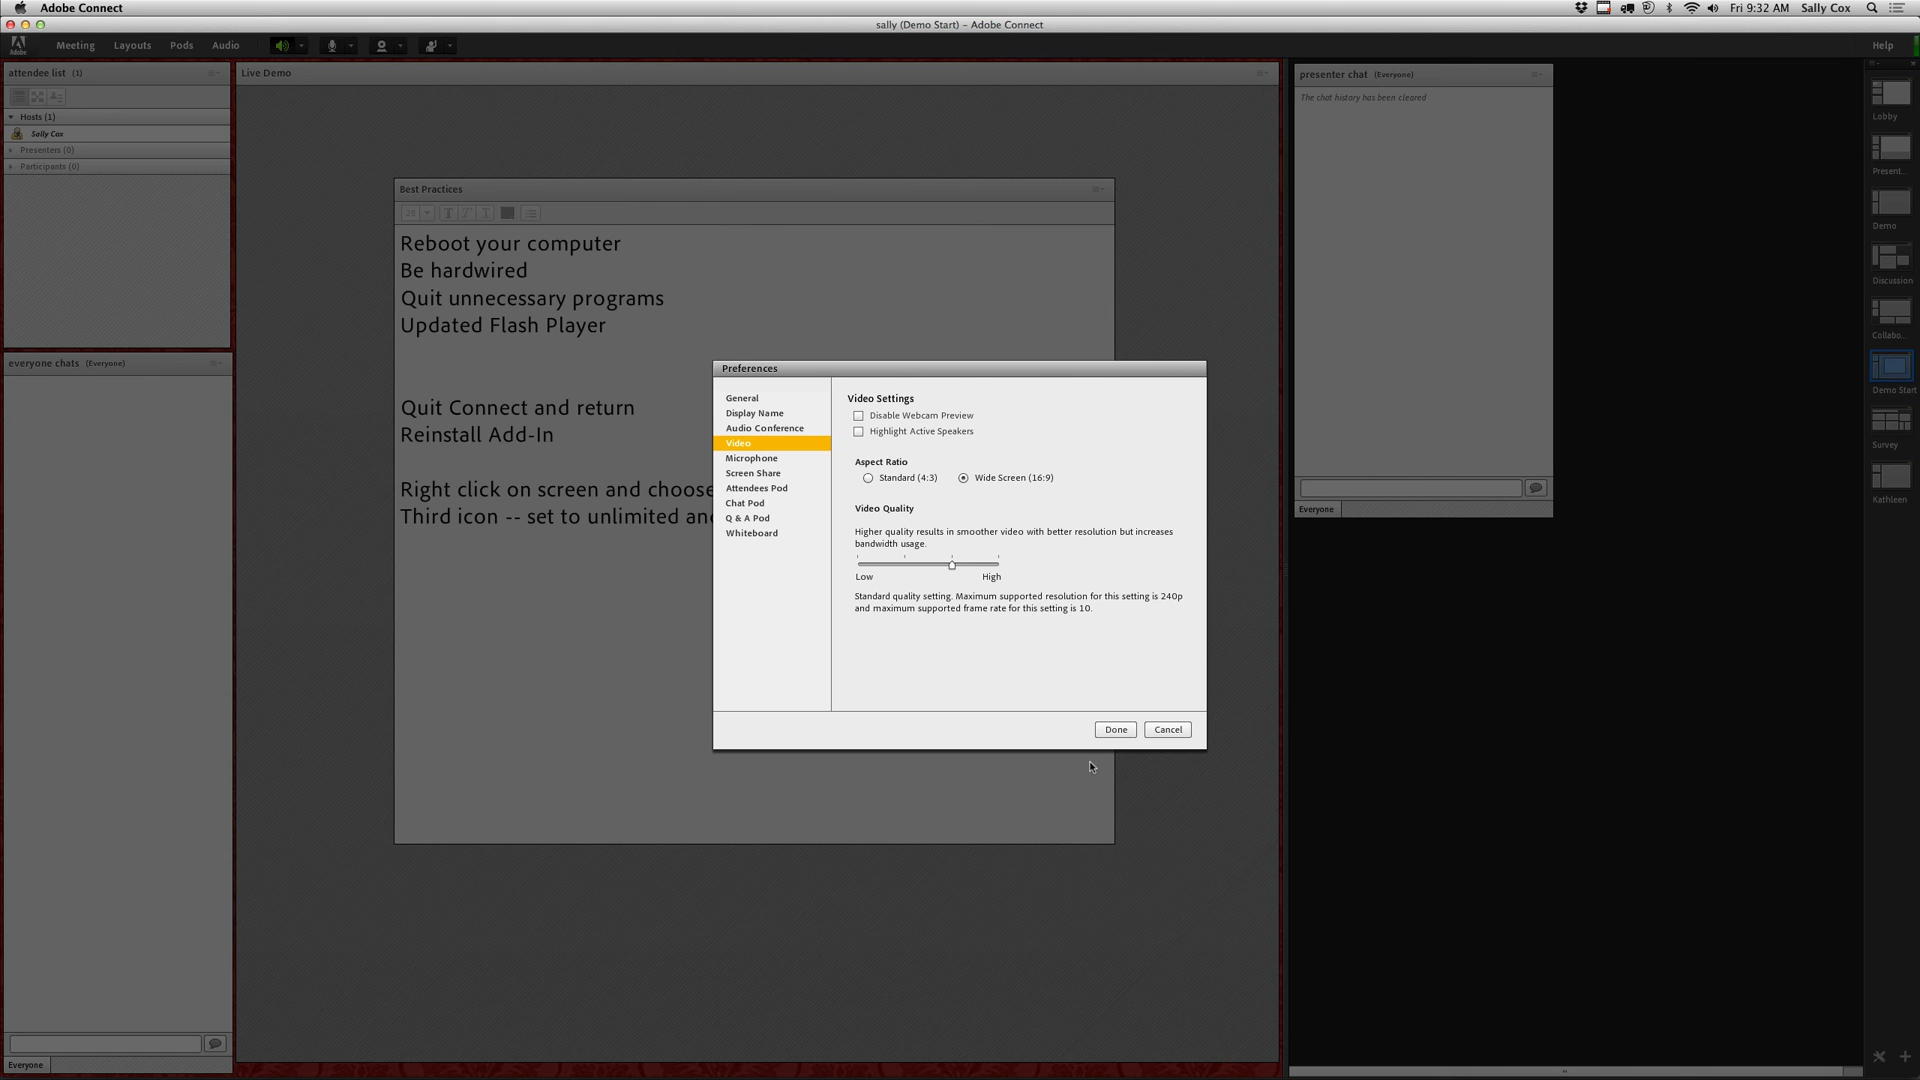 Adobe Connect
Fri 9:32 AM
Sally Cox
sally (Demo Start) – Adobe Connect
Adobe
Meeting
Layouts
Pods
Audio
Help
attendee list (1)
Hosts (1)
Sally Cox
Presenters (0)
Participants (0)
everyone chats (Everyone)
Everyone
Live Demo
Best Practices
28
T
T
T
Reboot your computer
Be hardwired
Quit unnecessary programs
Updated Flash Player
Quit Connect and return
Reinstall Add-In
Right click on screen and choose
Third icon -- set to unlimited
Preferences
General
Display Name
Audio Conference
Video
Microphone
Screen Share
Attendees Pod
Chat Pod
Q & A Pod
Whiteboard
Video Settings
Disable Webcam Preview
Highlight Active Speakers
Aspect Ratio
Standard (4:3)
Wide Screen (16:9)
Video Quality
Higher quality results in smoother video with better resolution but increases
bandwidth usage.
Low
High
Standard quality setting. Maximum supported resolution for this setting is 240p
and maximum supported frame rate for this setting is 10.
Done
Cancel
presenter chat (Everyone)
The chat history has been cleared
Everyone
Lobby
Present...
Demo
Discussion
Collabo...
Demo Start
Survey
Kathleen